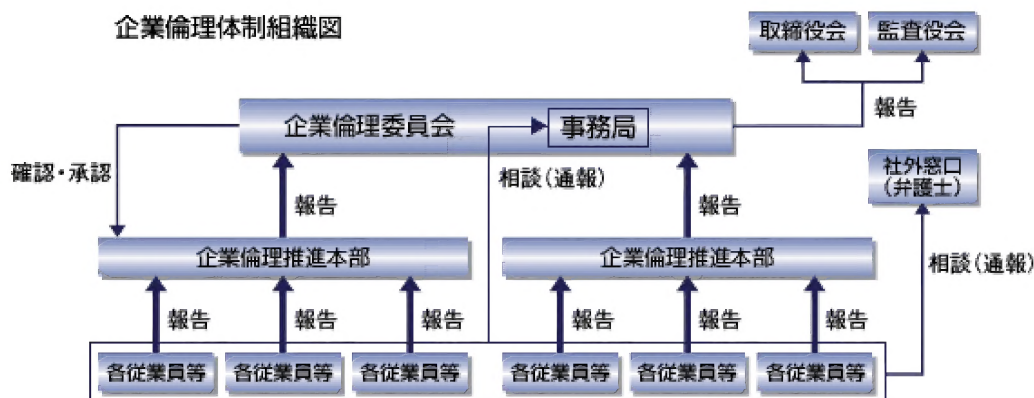 企業倫理体制組織図
取締役会
監査役会
報告
企業倫理委員会
事務局
確認・承認
相談(通報)
社外窓口
(弁護士)
報告
報告
企業倫理推進本部
企業倫理推進本部
相談(通報)
報告
報告
報告
報告
報告
報告
各従業員等
各従業員等
各従業員等
各従業員等
各従業員等
各従業員等